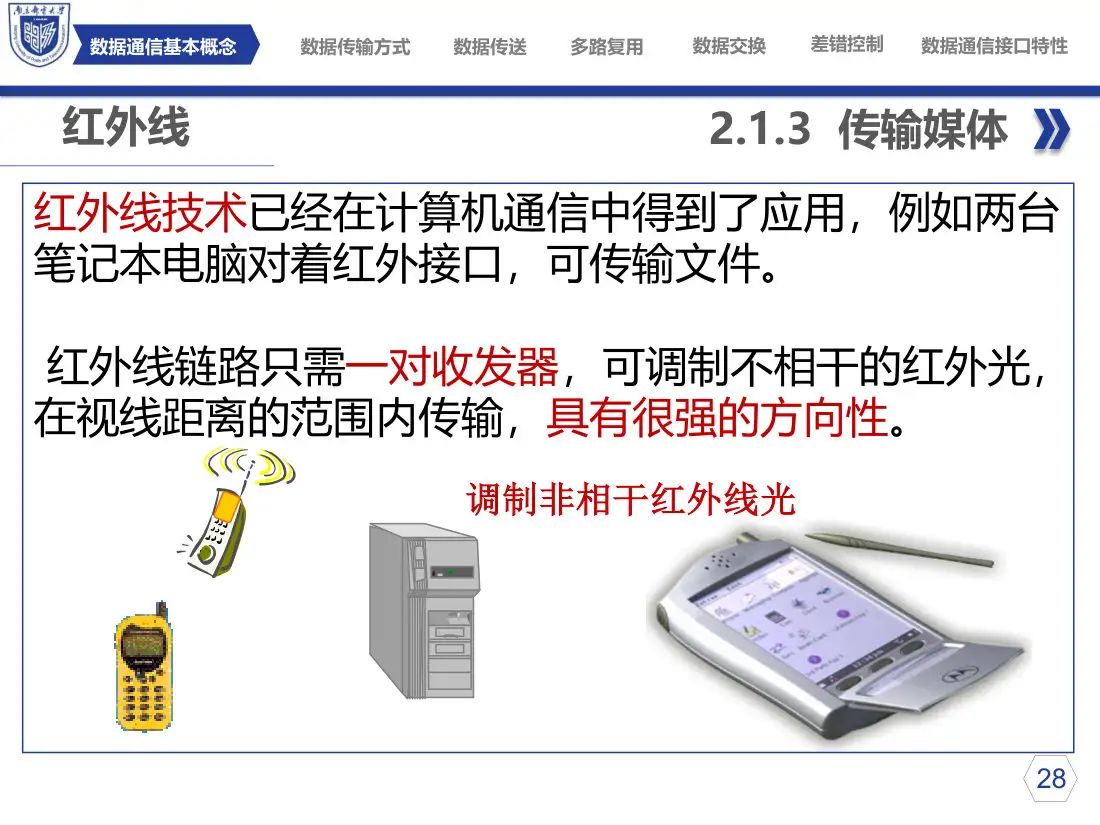 南京邮电大学
数据通信基本概念 数据传输方式 数据传送 多路复用 数据交换 差错控制 数据通信接口特性
红外线
2.1.3 传输媒体
红外线技术已经在计算机通信中得到了应用，例如两台
笔记本电脑对着红外接口，可传输文件。
红外线链路只需一对收发器，可调制不相干的红外光，
在视线距离的范围内传输，具有很强的方向性。
调制非相干红外线光
28